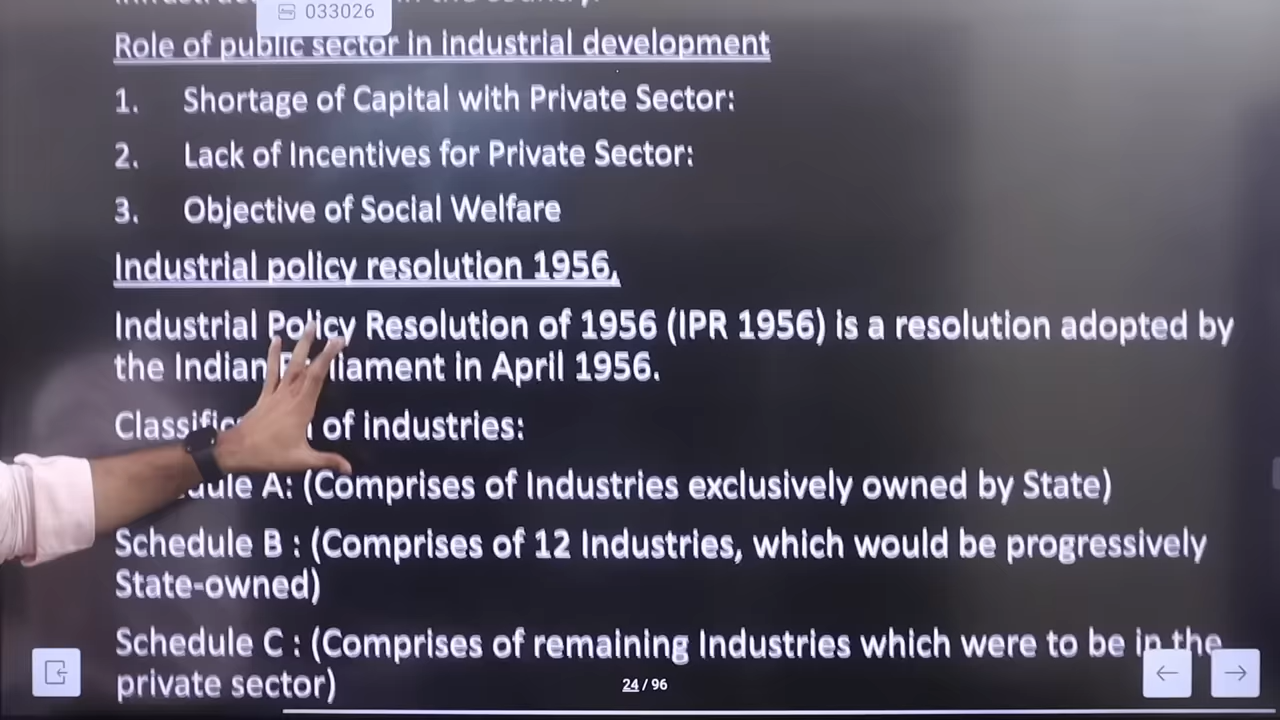 033026
in the country.
Role of public sector in industrial development
1. Shortage of Capital with Private Sector:
2. Lack of Incentives for Private Sector:
3. Objective of Social Welfare
Industrial policy resolution 1956,
Industrial Policy Resolution of 1956 (IPR 1956) is a resolution adopted by
the Indian Parliament in April 1956.
of industries:
A: (Comprises of Industries exclusively owned by State)
Schedule B : (Comprises of 12 Industries, which would be progressively
State-owned)
Schedule C : (Comprises of remaining Industries which were to be in the
private sector)
24 / 96